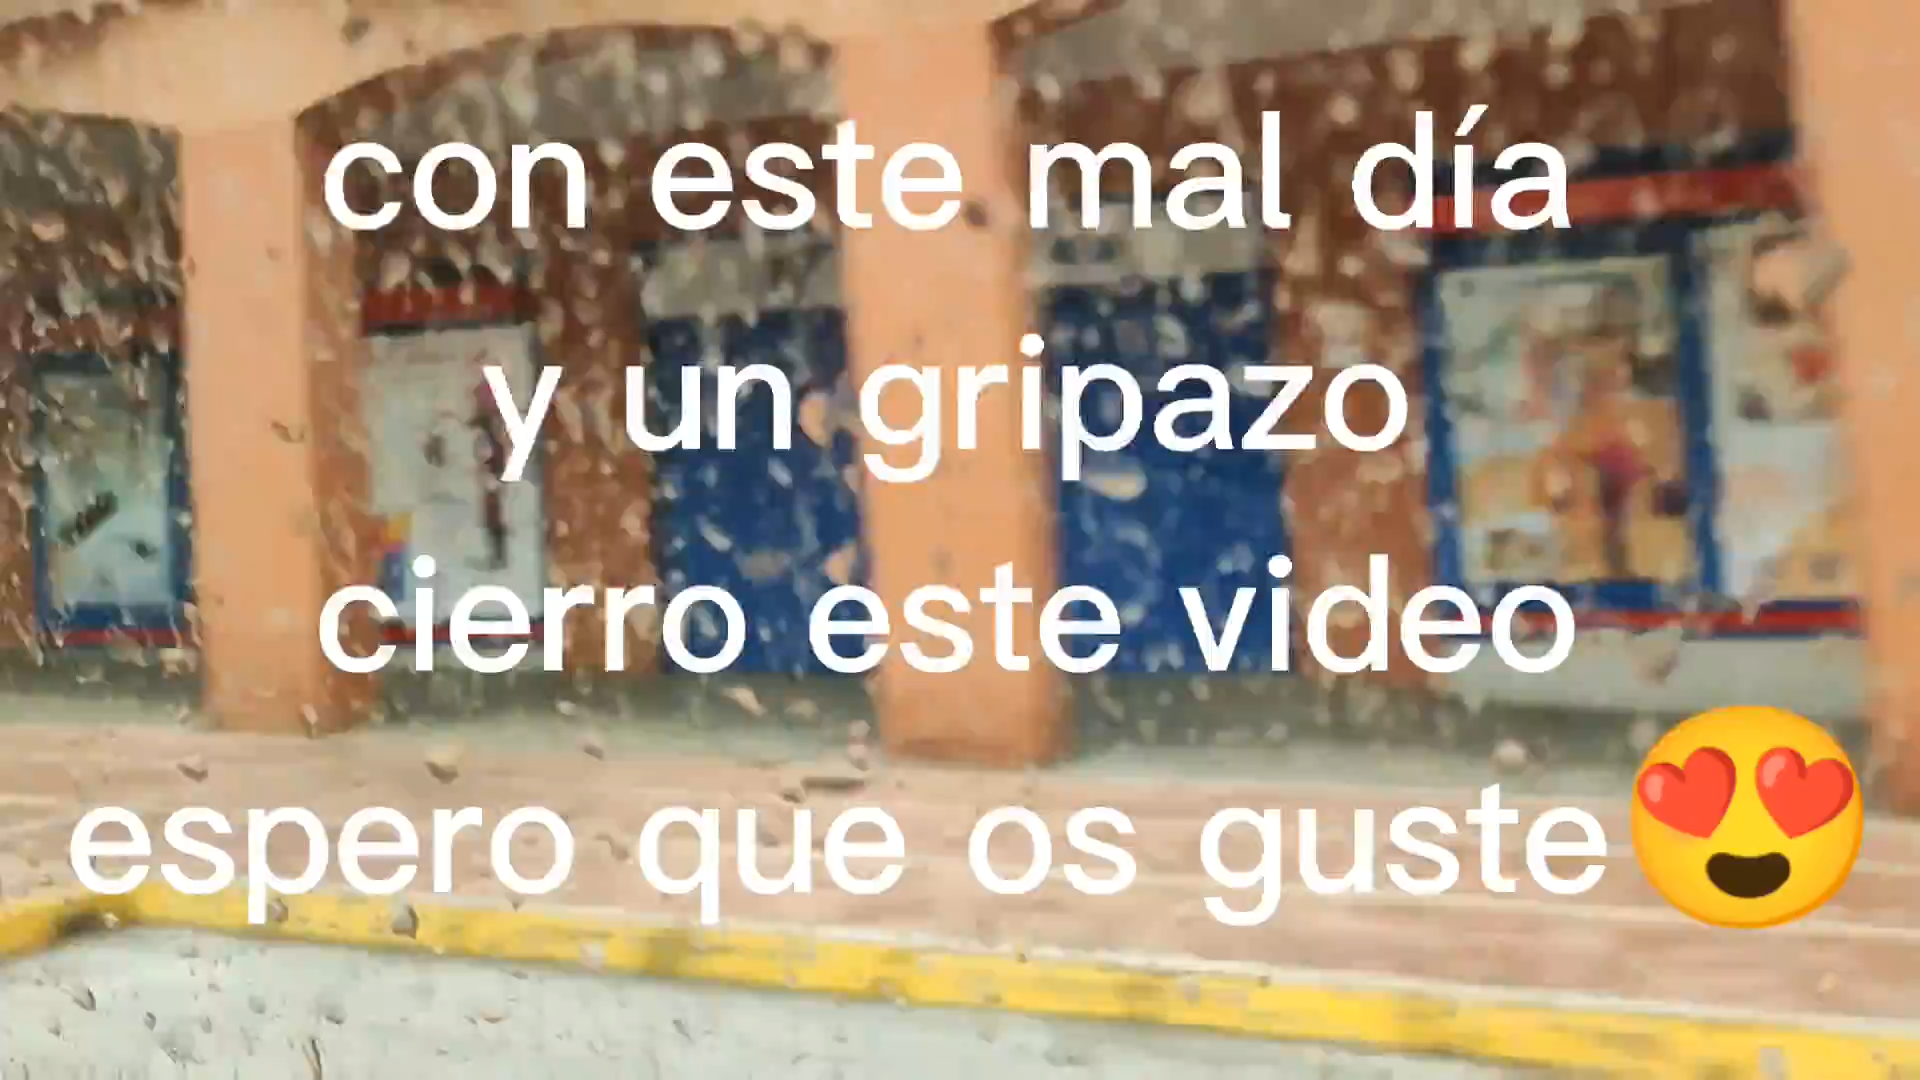 con este mal día
y un gripazo
cierro este video
espero que os guste😍